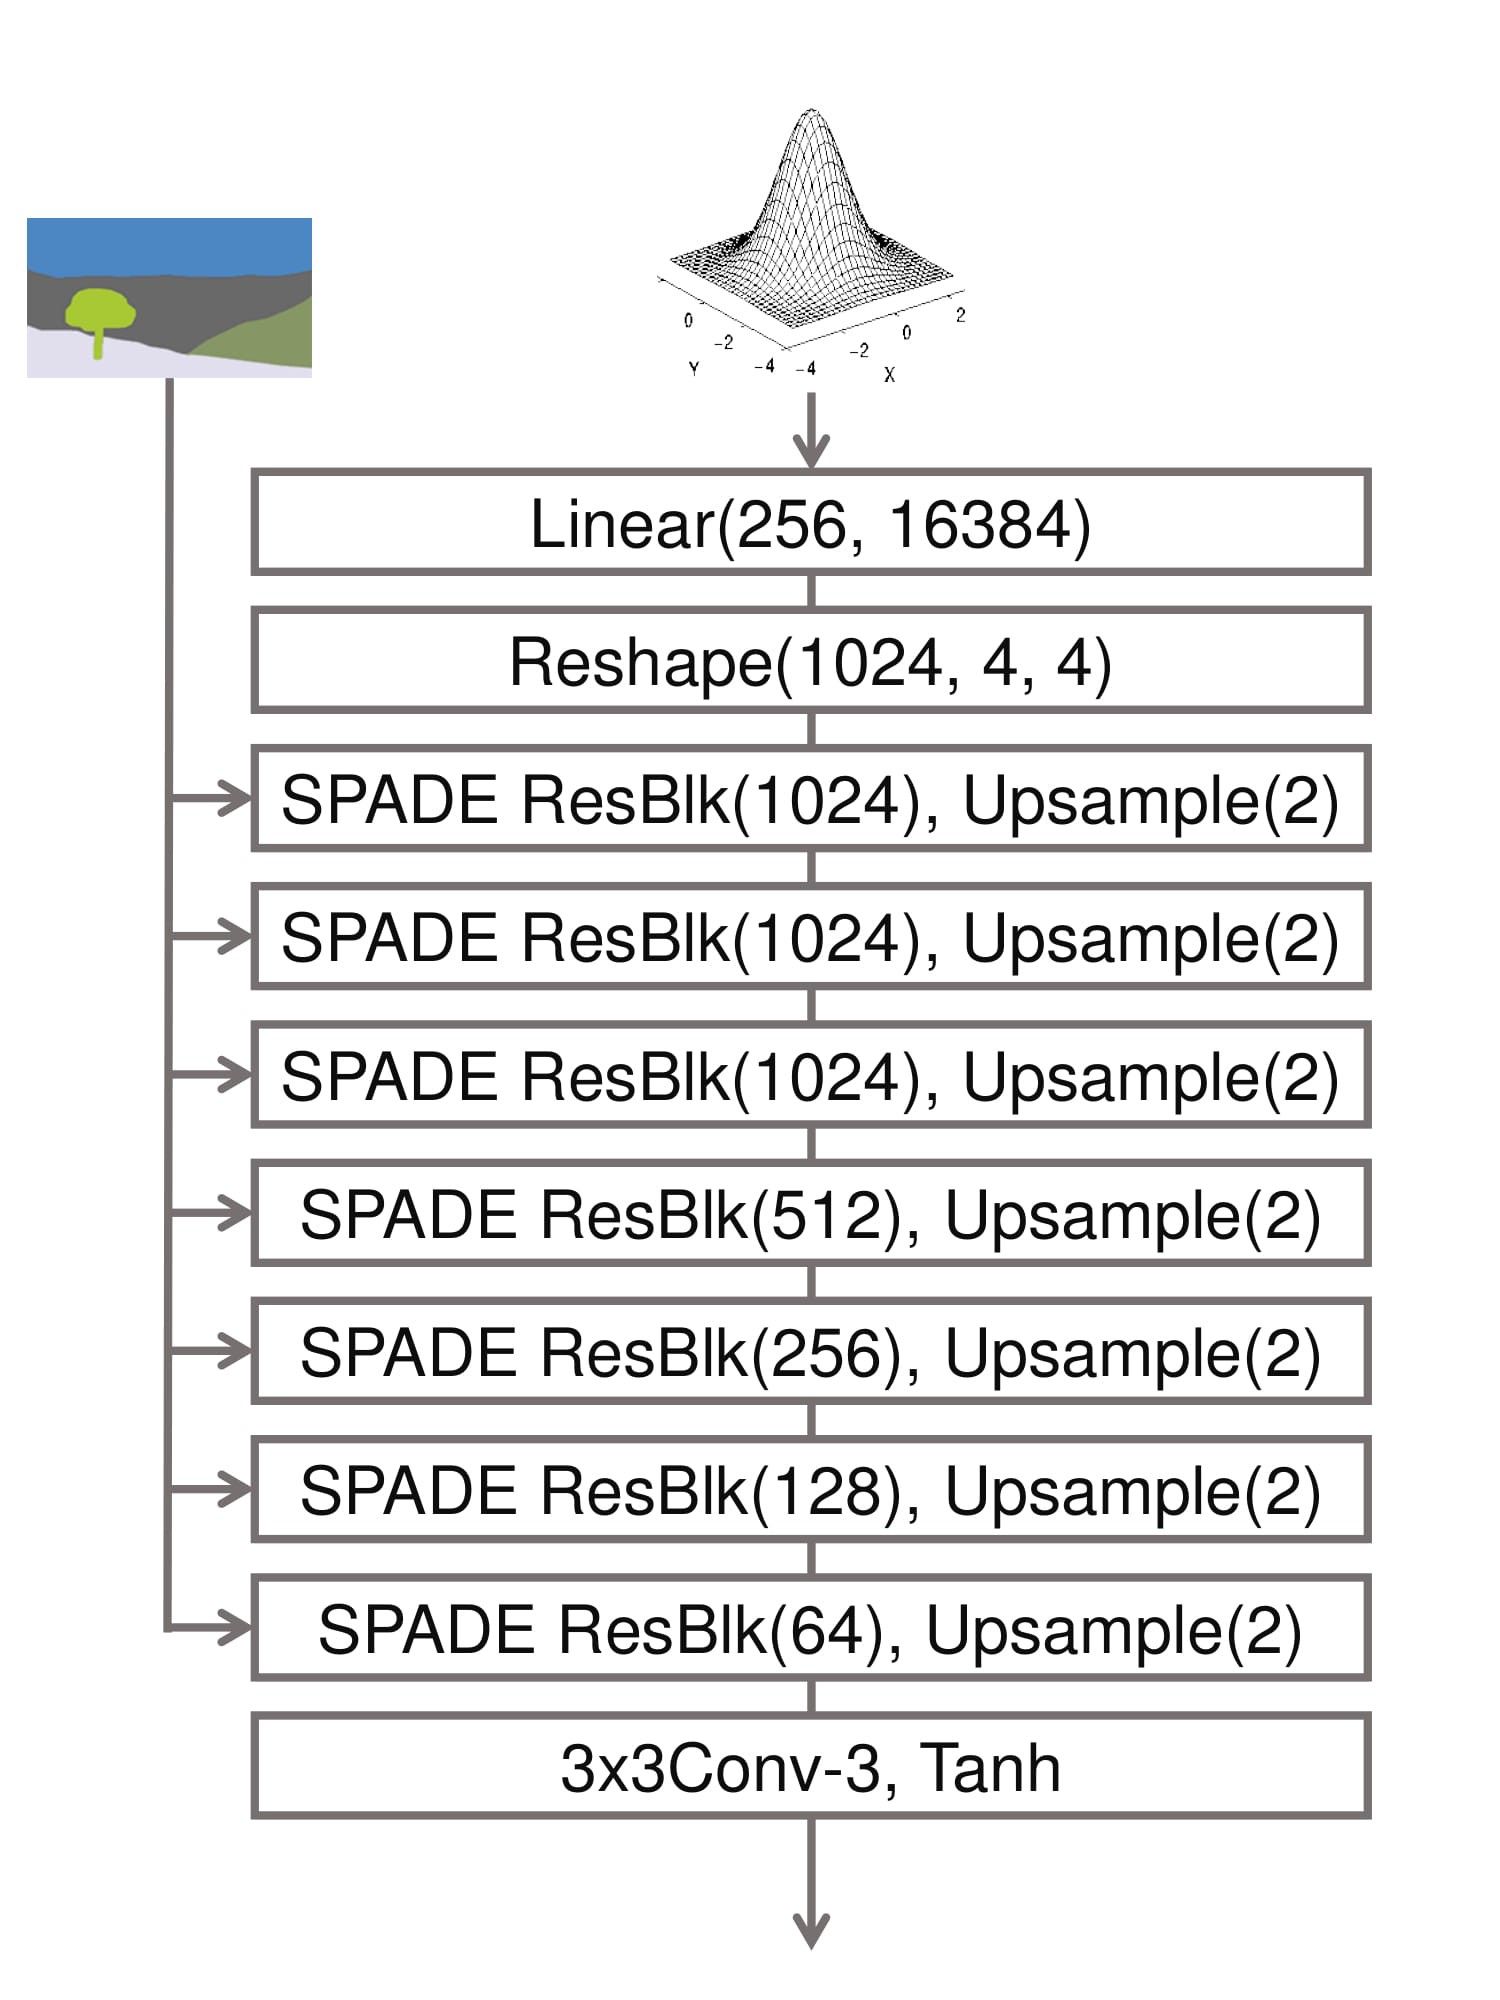 0
-2
-4
Y
-4
-2
0
2
X
Linear(256, 16384)
Reshape(1024, 4, 4)
SPADE ResBlk(1024), Upsample(2)
SPADE ResBlk(1024), Upsample(2)
SPADE ResBlk(1024), Upsample(2)
SPADE ResBlk(512), Upsample(2)
SPADE ResBlk(256), Upsample(2)
SPADE ResBlk(128), Upsample(2)
SPADE ResBlk(64), Upsample(2)
3x3Conv-3, Tanh